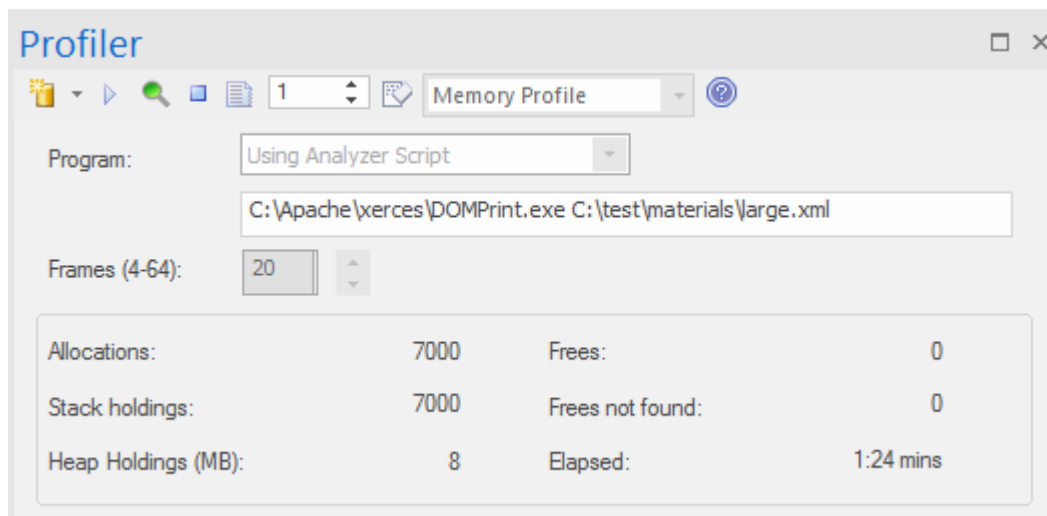 Profiler
1 Memory Profile
Program: Using Analyzer Script
C:\Apache\xerces\DOMPrint.exe C:\test\materials\large.xml
Frames (4-64): 20
Allocations: 7000 Frees: 0
Stack holdings: 7000 Frees not found: 0
Heap Holdings (MB): 8 Elapsed: 1:24 mins